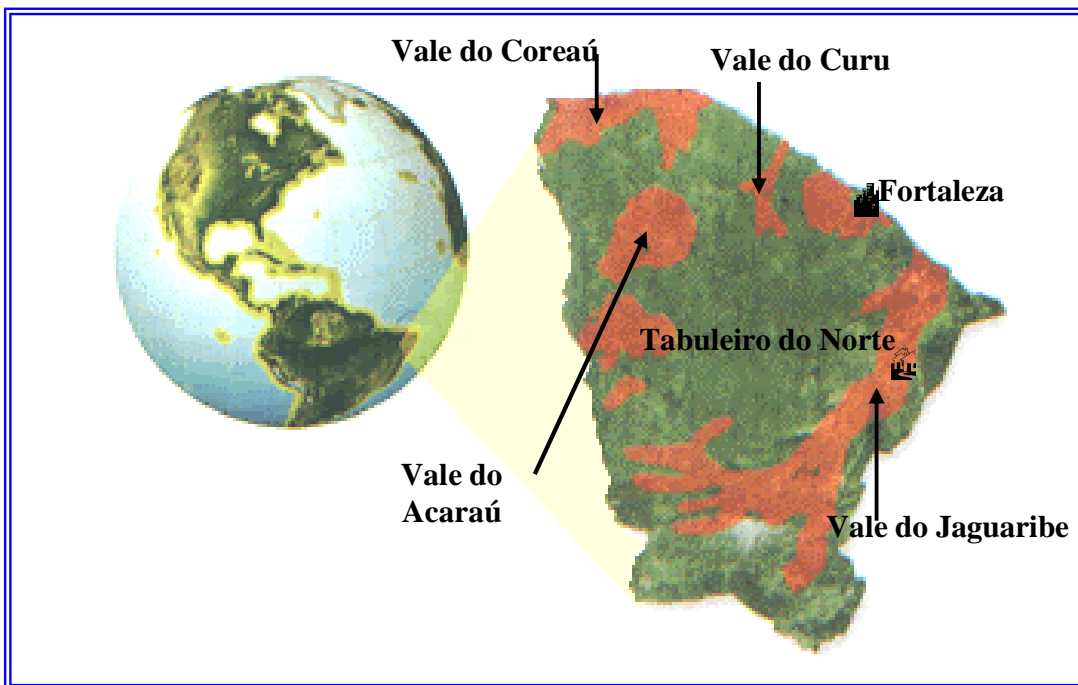 Vale do Coreaú
Vale do Curu
Fortaleza
Tabuleiro do Norte
Vale do
Acaraú
Vale do Jaguaribe